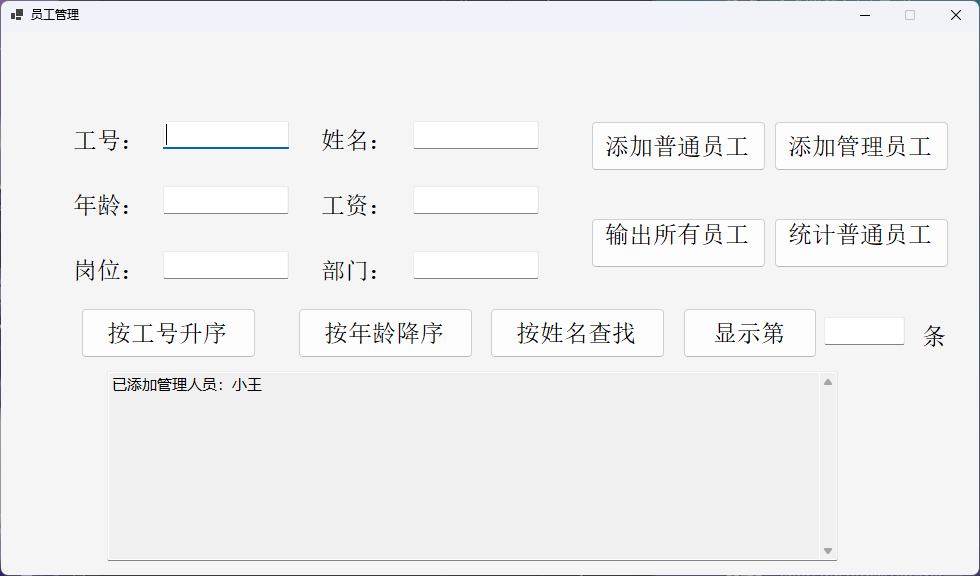 员工管理
工号： 姓名： 添加普通员工 添加管理员工
年龄： 工资：
输出所有员工 统计普通员工
岗位： 部门：
按工号升序 按年龄降序 按姓名查找 显示第 条
已添加管理人员：小王